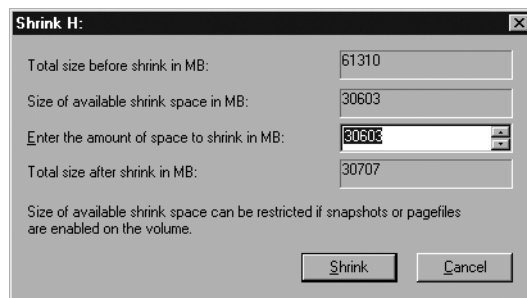 Shrink H:
Total size before shrink in MB: 61310
Size of available shrink space in MB: 30603
Enter the amount of space to shrink in MB: 30603
Total size after shrink in MB: 30707
Size of available shrink space can be restricted if snapshots or pagefiles
are enabled on the volume.
Shrink Cancel